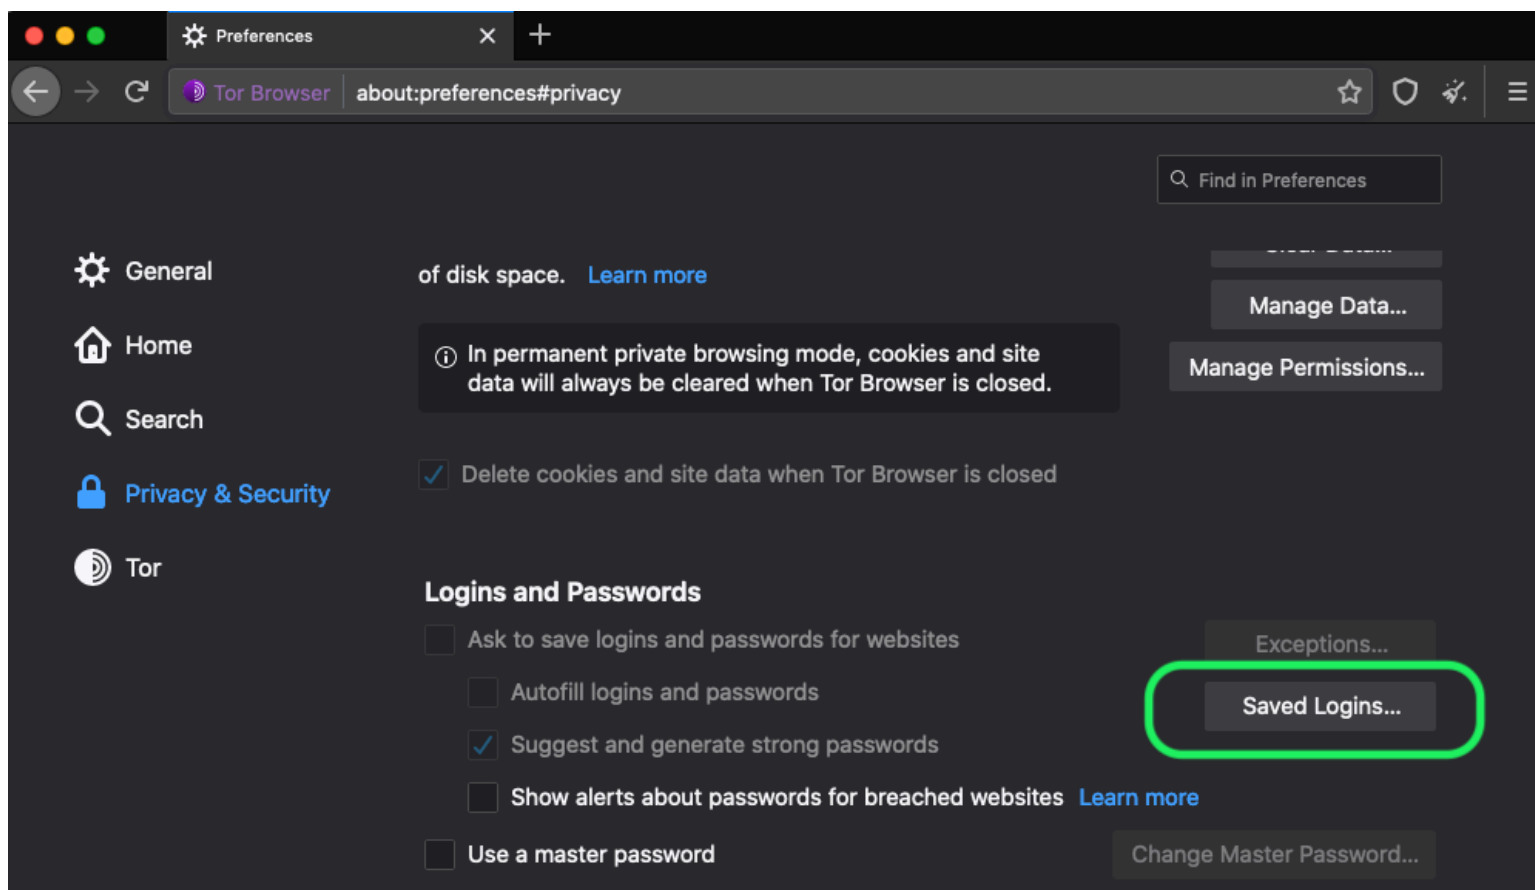 Preferences
Tor Browser about:preferences#privacy
Find in Preferences
General
Home
Search
Privacy & Security
Tor
of disk space. Learn more
Manage Data...
In permanent private browsing mode, cookies and site
data will always be cleared when Tor Browser is closed.
Manage Permissions...
Delete cookies and site data when Tor Browser is closed
Logins and Passwords
Ask to save logins and passwords for websites
Exceptions...
Autofill logins and passwords
Saved Logins...
Suggest and generate strong passwords
Show alerts about passwords for breached websites Learn more
Use a master password
Change Master Password...